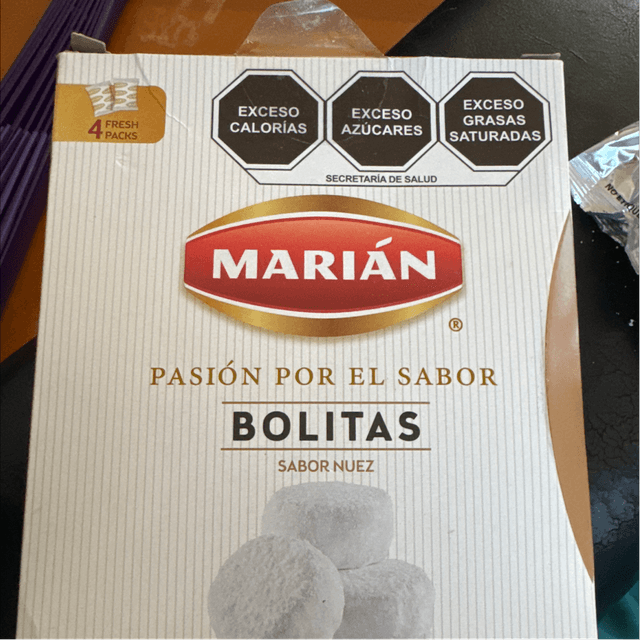 4 FRESH
PACKS
EXCESO
CALORÍAS
EXCESO
AZÚCARES
EXCESO
GRASAS
SATURADAS
SECRETARÍA DE SALUD
MARIÁN
®
PASIÓN POR EL SABOR
BOLITAS
SABOR NUEZ